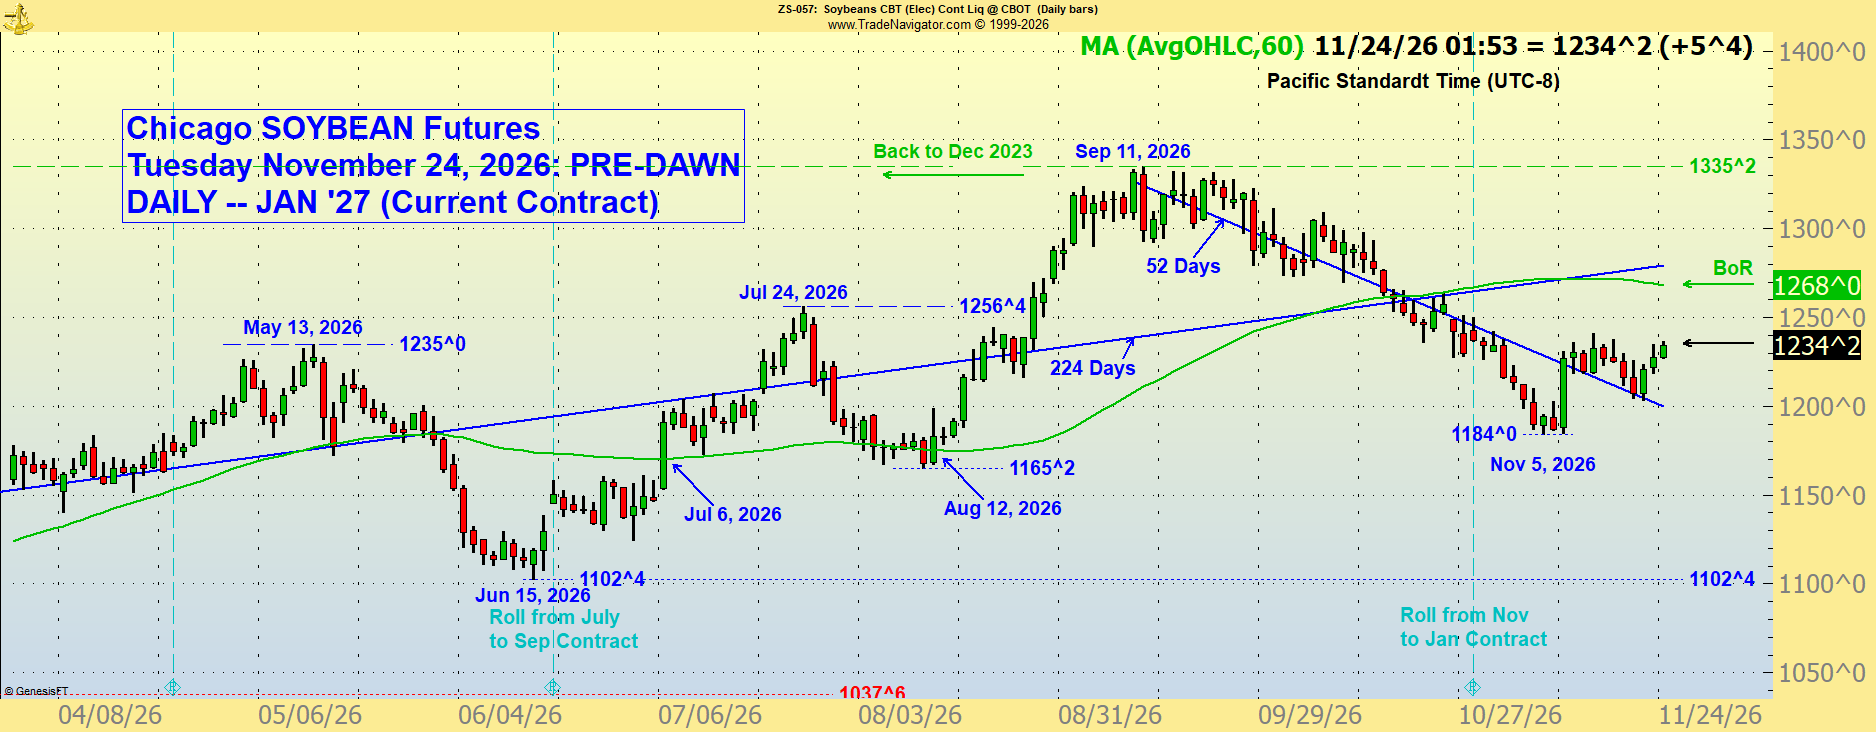 ZS-057:  Soybeans CBT (Elec) Cont Liq @ CBOT  (Daily bars)
www.TradeNavigator.com © 1999-2026
MA (AvgOHLC,60) 11/24/26 01:53 = 1234^2 (+5^4)
Pacific Standardt Time (UTC-8)
Chicago SOYBEAN Futures
Tuesday November 24, 2026: PRE-DAWN
DAILY -- JAN '27 (Current Contract)
1400^0
1350^0
Back to Dec 2023
Sep 11, 2026
1335^2
1300^0
52 Days
BoR
1268^0
Jul 24, 2026
1256^4
1250^0
May 13, 2026
1235^0
1234^2
224 Days
1200^0
1184^0
Nov 5, 2026
1165^2
Aug 12, 2026
Jul 6, 2026
1150^0
1102^4
1102^4
1100^0
Jun 15, 2026
Roll from July
to Sep Contract
Roll from Nov
to Jan Contract
1050^0
R
R
R
© GenesisFT
1037^6
04/08/26
05/06/26
06/04/26
07/06/26
08/03/26
08/31/26
09/29/26
10/27/26
11/24/26